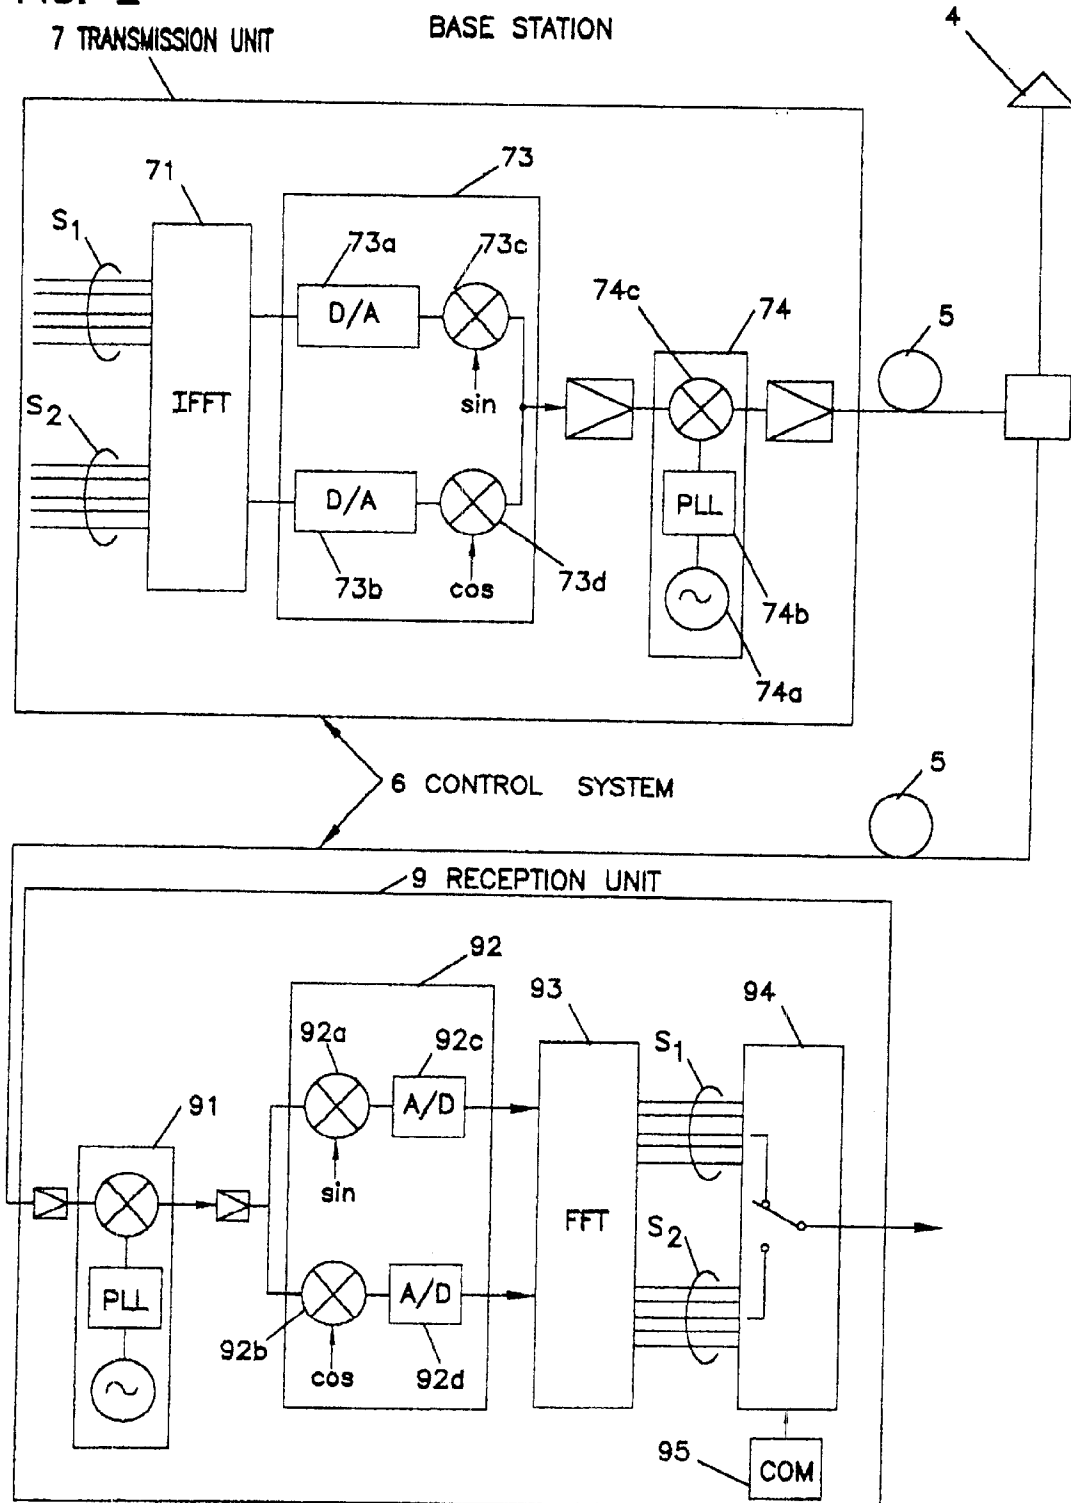 BASE STATION
7 TRANSMISSION UNIT
4
71
73
S1
73a
73c
74c
74
5
D/A
IFFT
sin
S2
D/A
PLL
73b
cos
73d
74b
74a
6 CONTROL SYSTEM
5
9 RECEPTION UNIT
92
93
94
92a
92c
S1
91
A/D
sin
FFT
S2
PLL
A/D
92b
cos
92d
95
COM